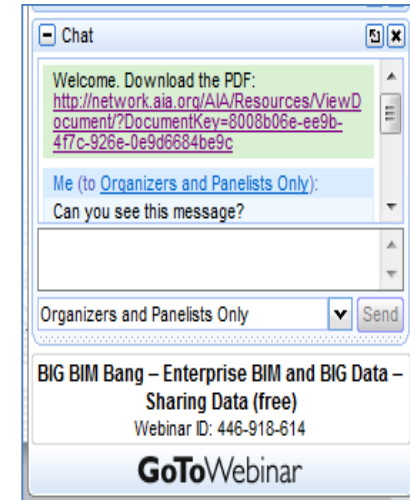 Chat
Welcome. Download the PDF:
http://network.aia.org/AIA/Resources/ViewD
ocument/?DocumentKey=8008b06e-ee9b-
4f7c-926e-0e9d6684be9c
Me (to Organizers and Panelists Only):
Can you see this message?
Organizers and Panelists Only
Send
BIG BIM Bang – Enterprise BIM and BIG Data –
Sharing Data (free)
Webinar ID: 446-918-614
GoToWebinar